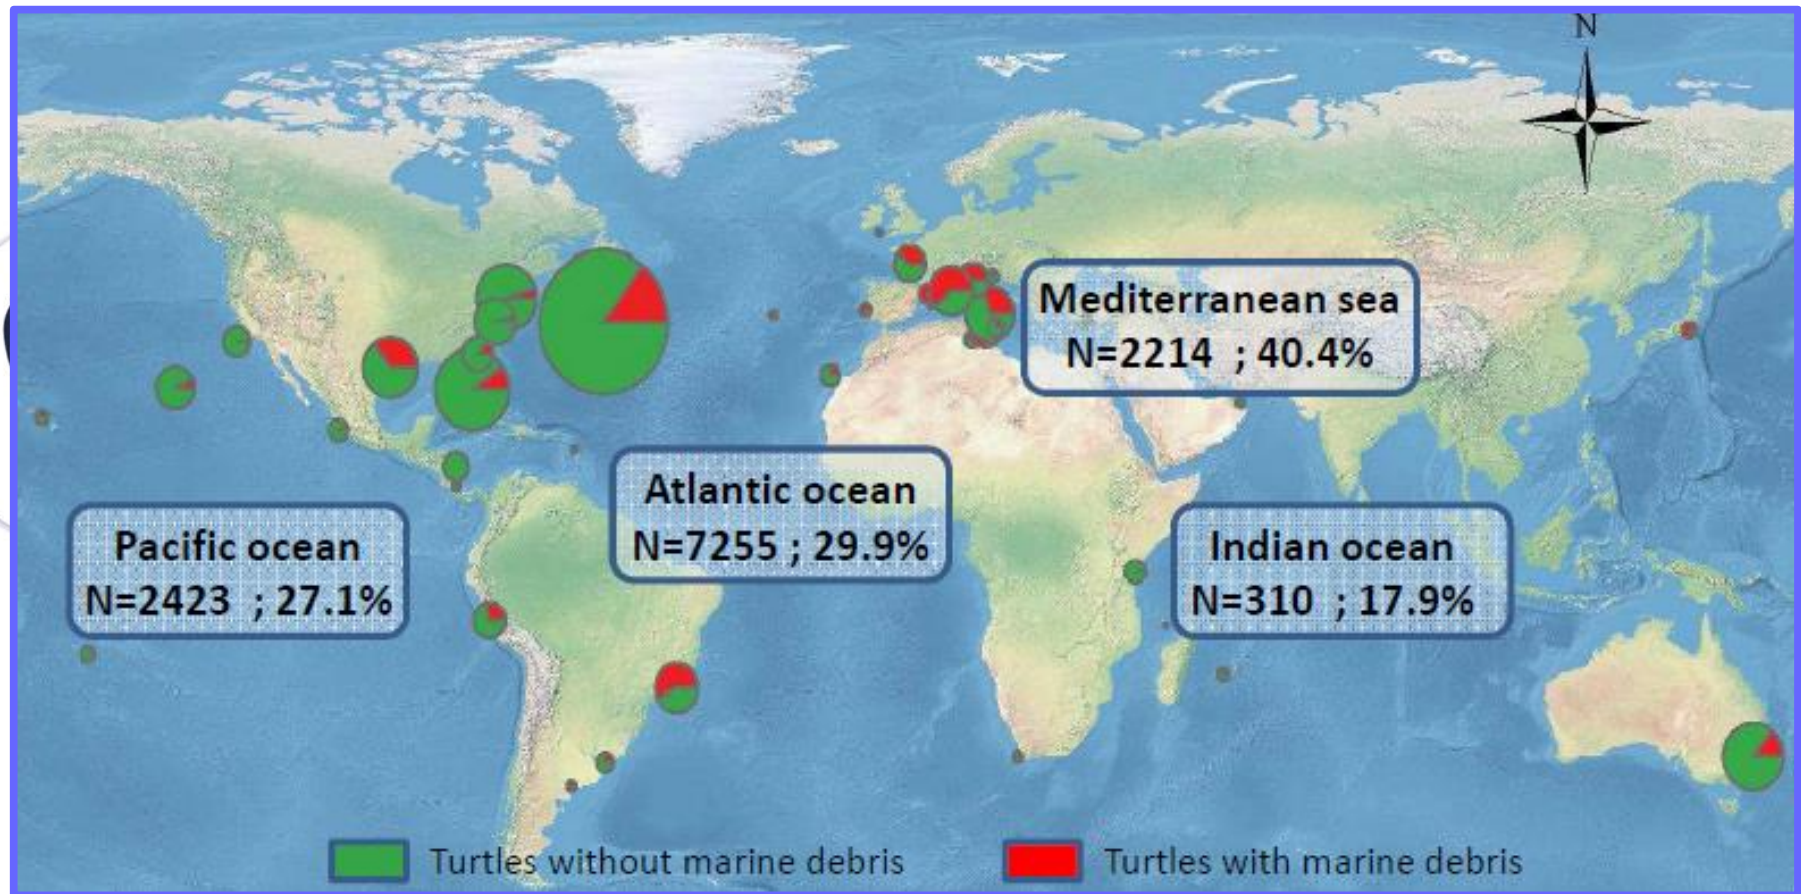 N
Mediterranean sea
N=2214 ; 40.4%
Atlantic ocean
N=7255 ; 29.9%
Pacific ocean
N=2423 ; 27.1%
Indian ocean
N=310 ; 17.9%
Turtles without marine debris
Turtles with marine debris